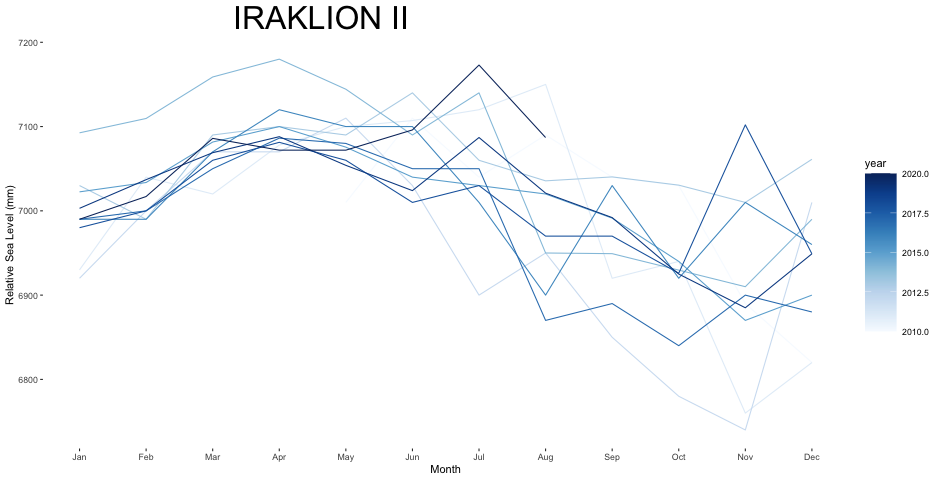 IRAKLION II
7200
7100
7000
6900
6800
Relative Sea Level (mm)
Jan Feb Mar Apr May Jun Jul Aug Sep Oct Nov Dec
Month
year
2020.0
2017.5
2015.0
2012.5
2010.0